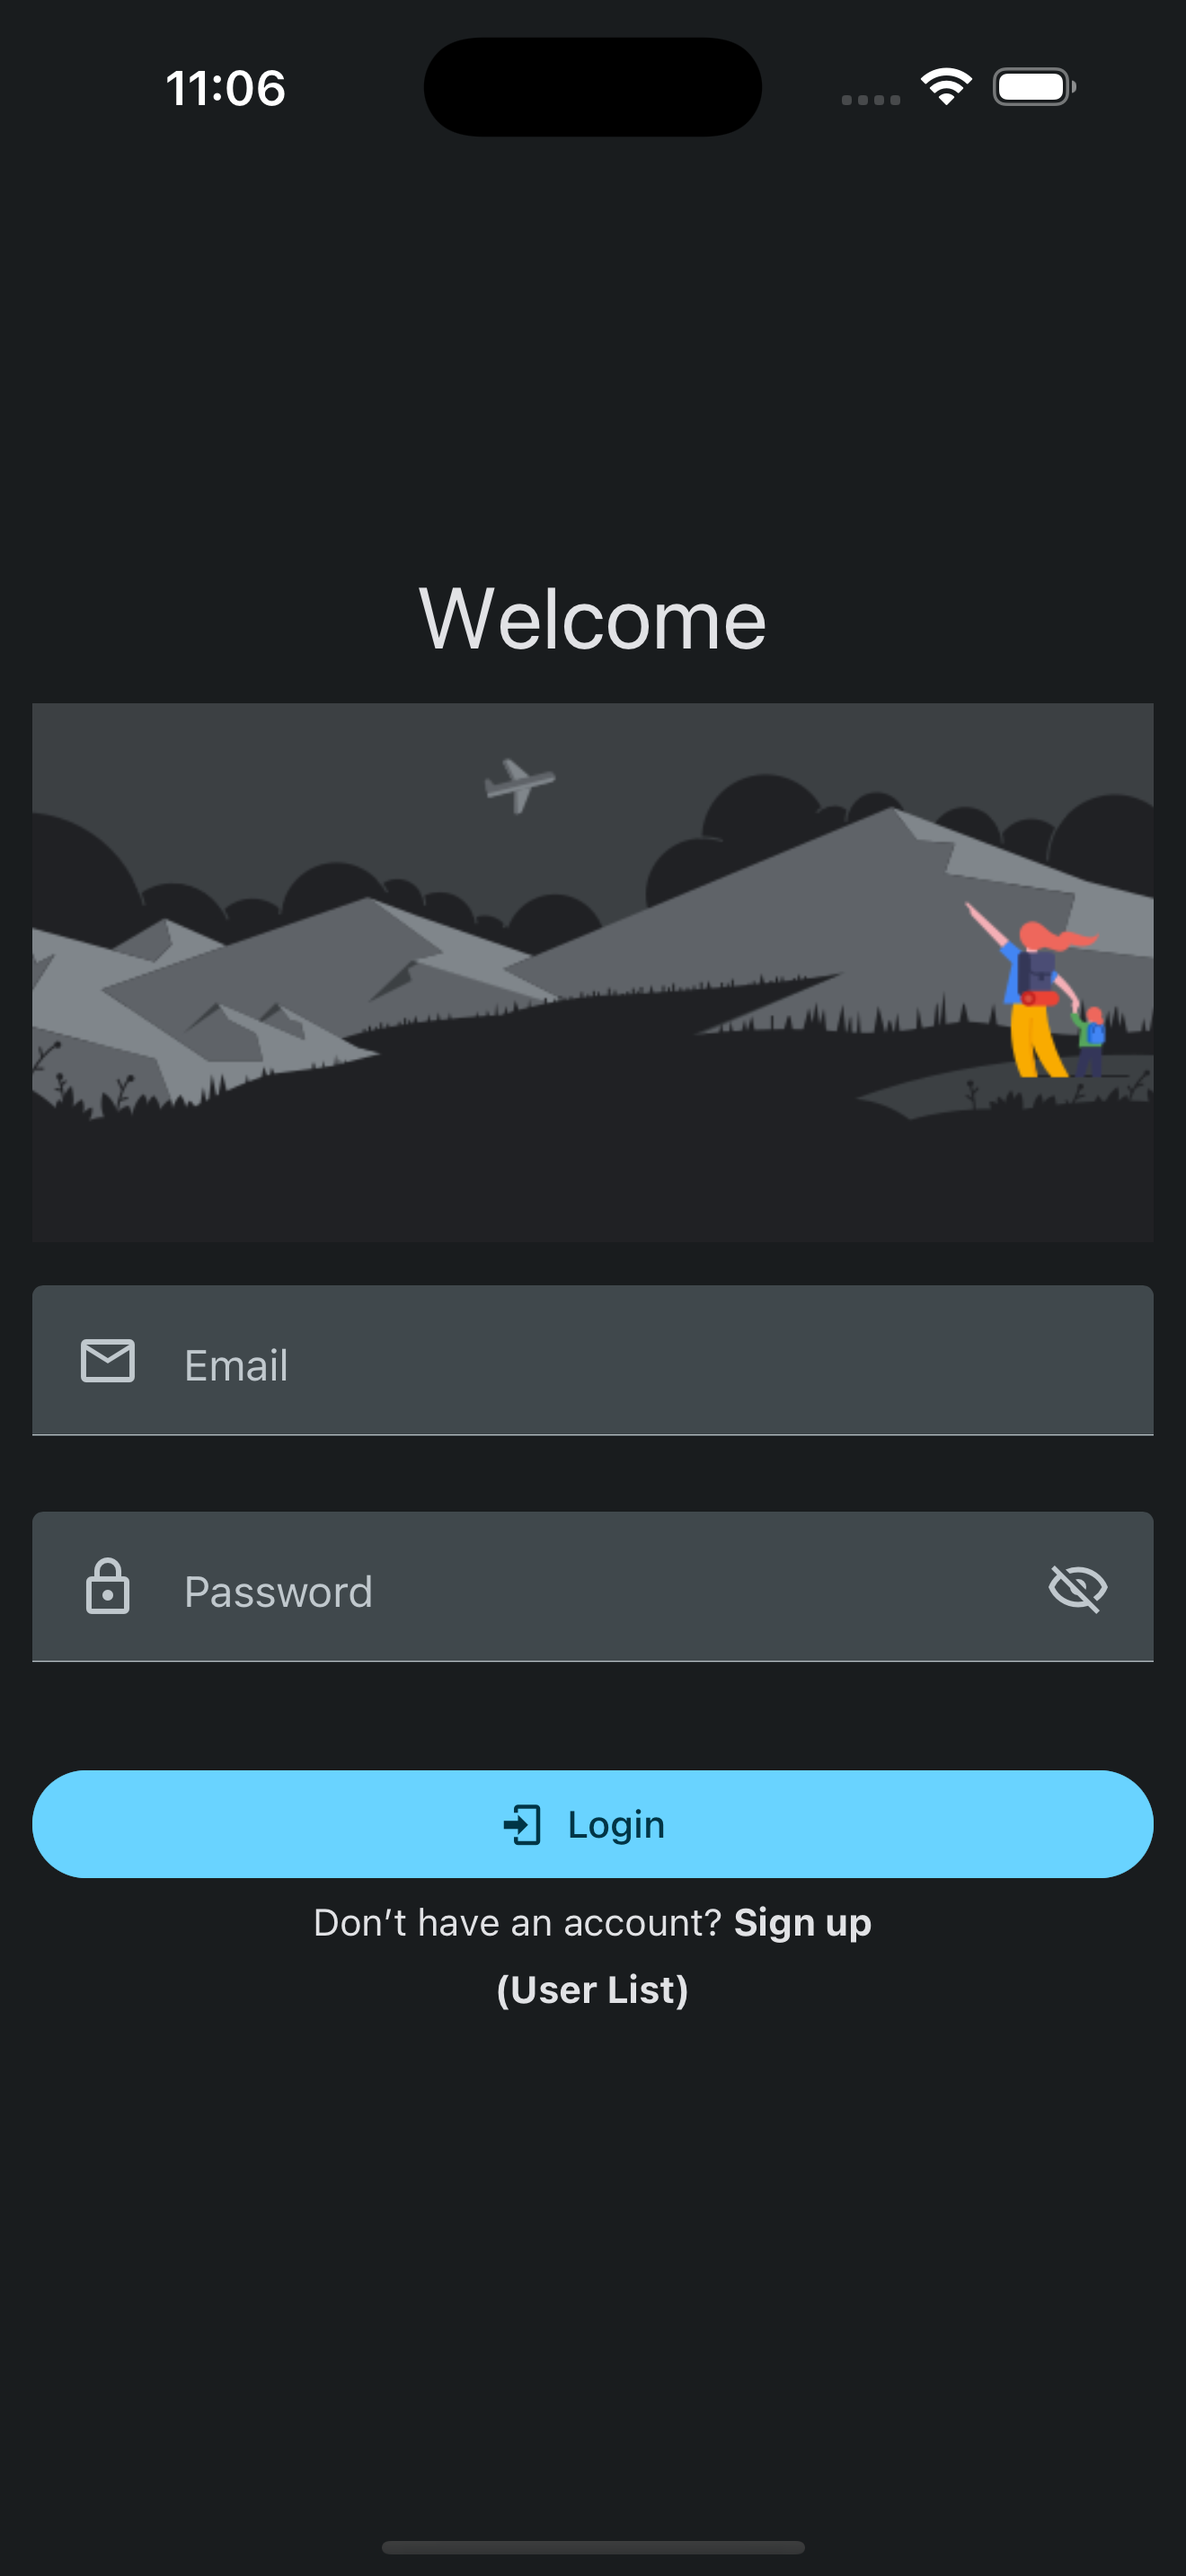 11:06
Welcome
Email
Password
Login
Don’t have an account? Sign up
(User List)